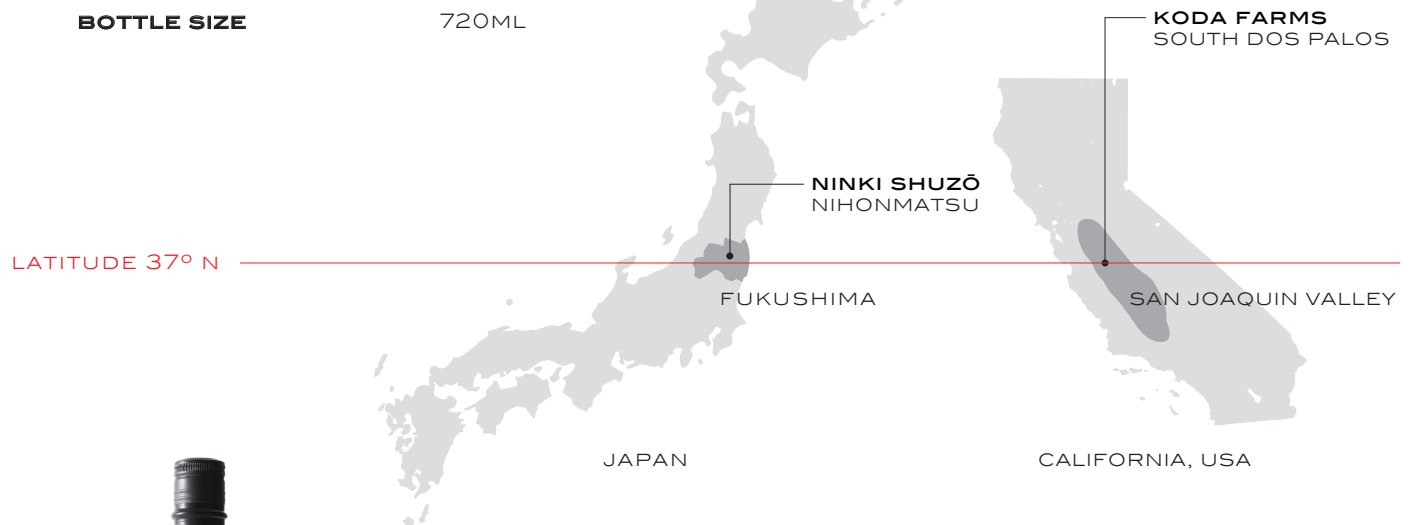 BOTTLE SIZE 720ML
KODA FARMS
SOUTH DOS PALOS
NINKI SHUZŌ
NIHONMATSU
LATITUDE 37º N
FUKUSHIMA
SAN JOAQUIN VALLEY
JAPAN
CALIFORNIA, USA